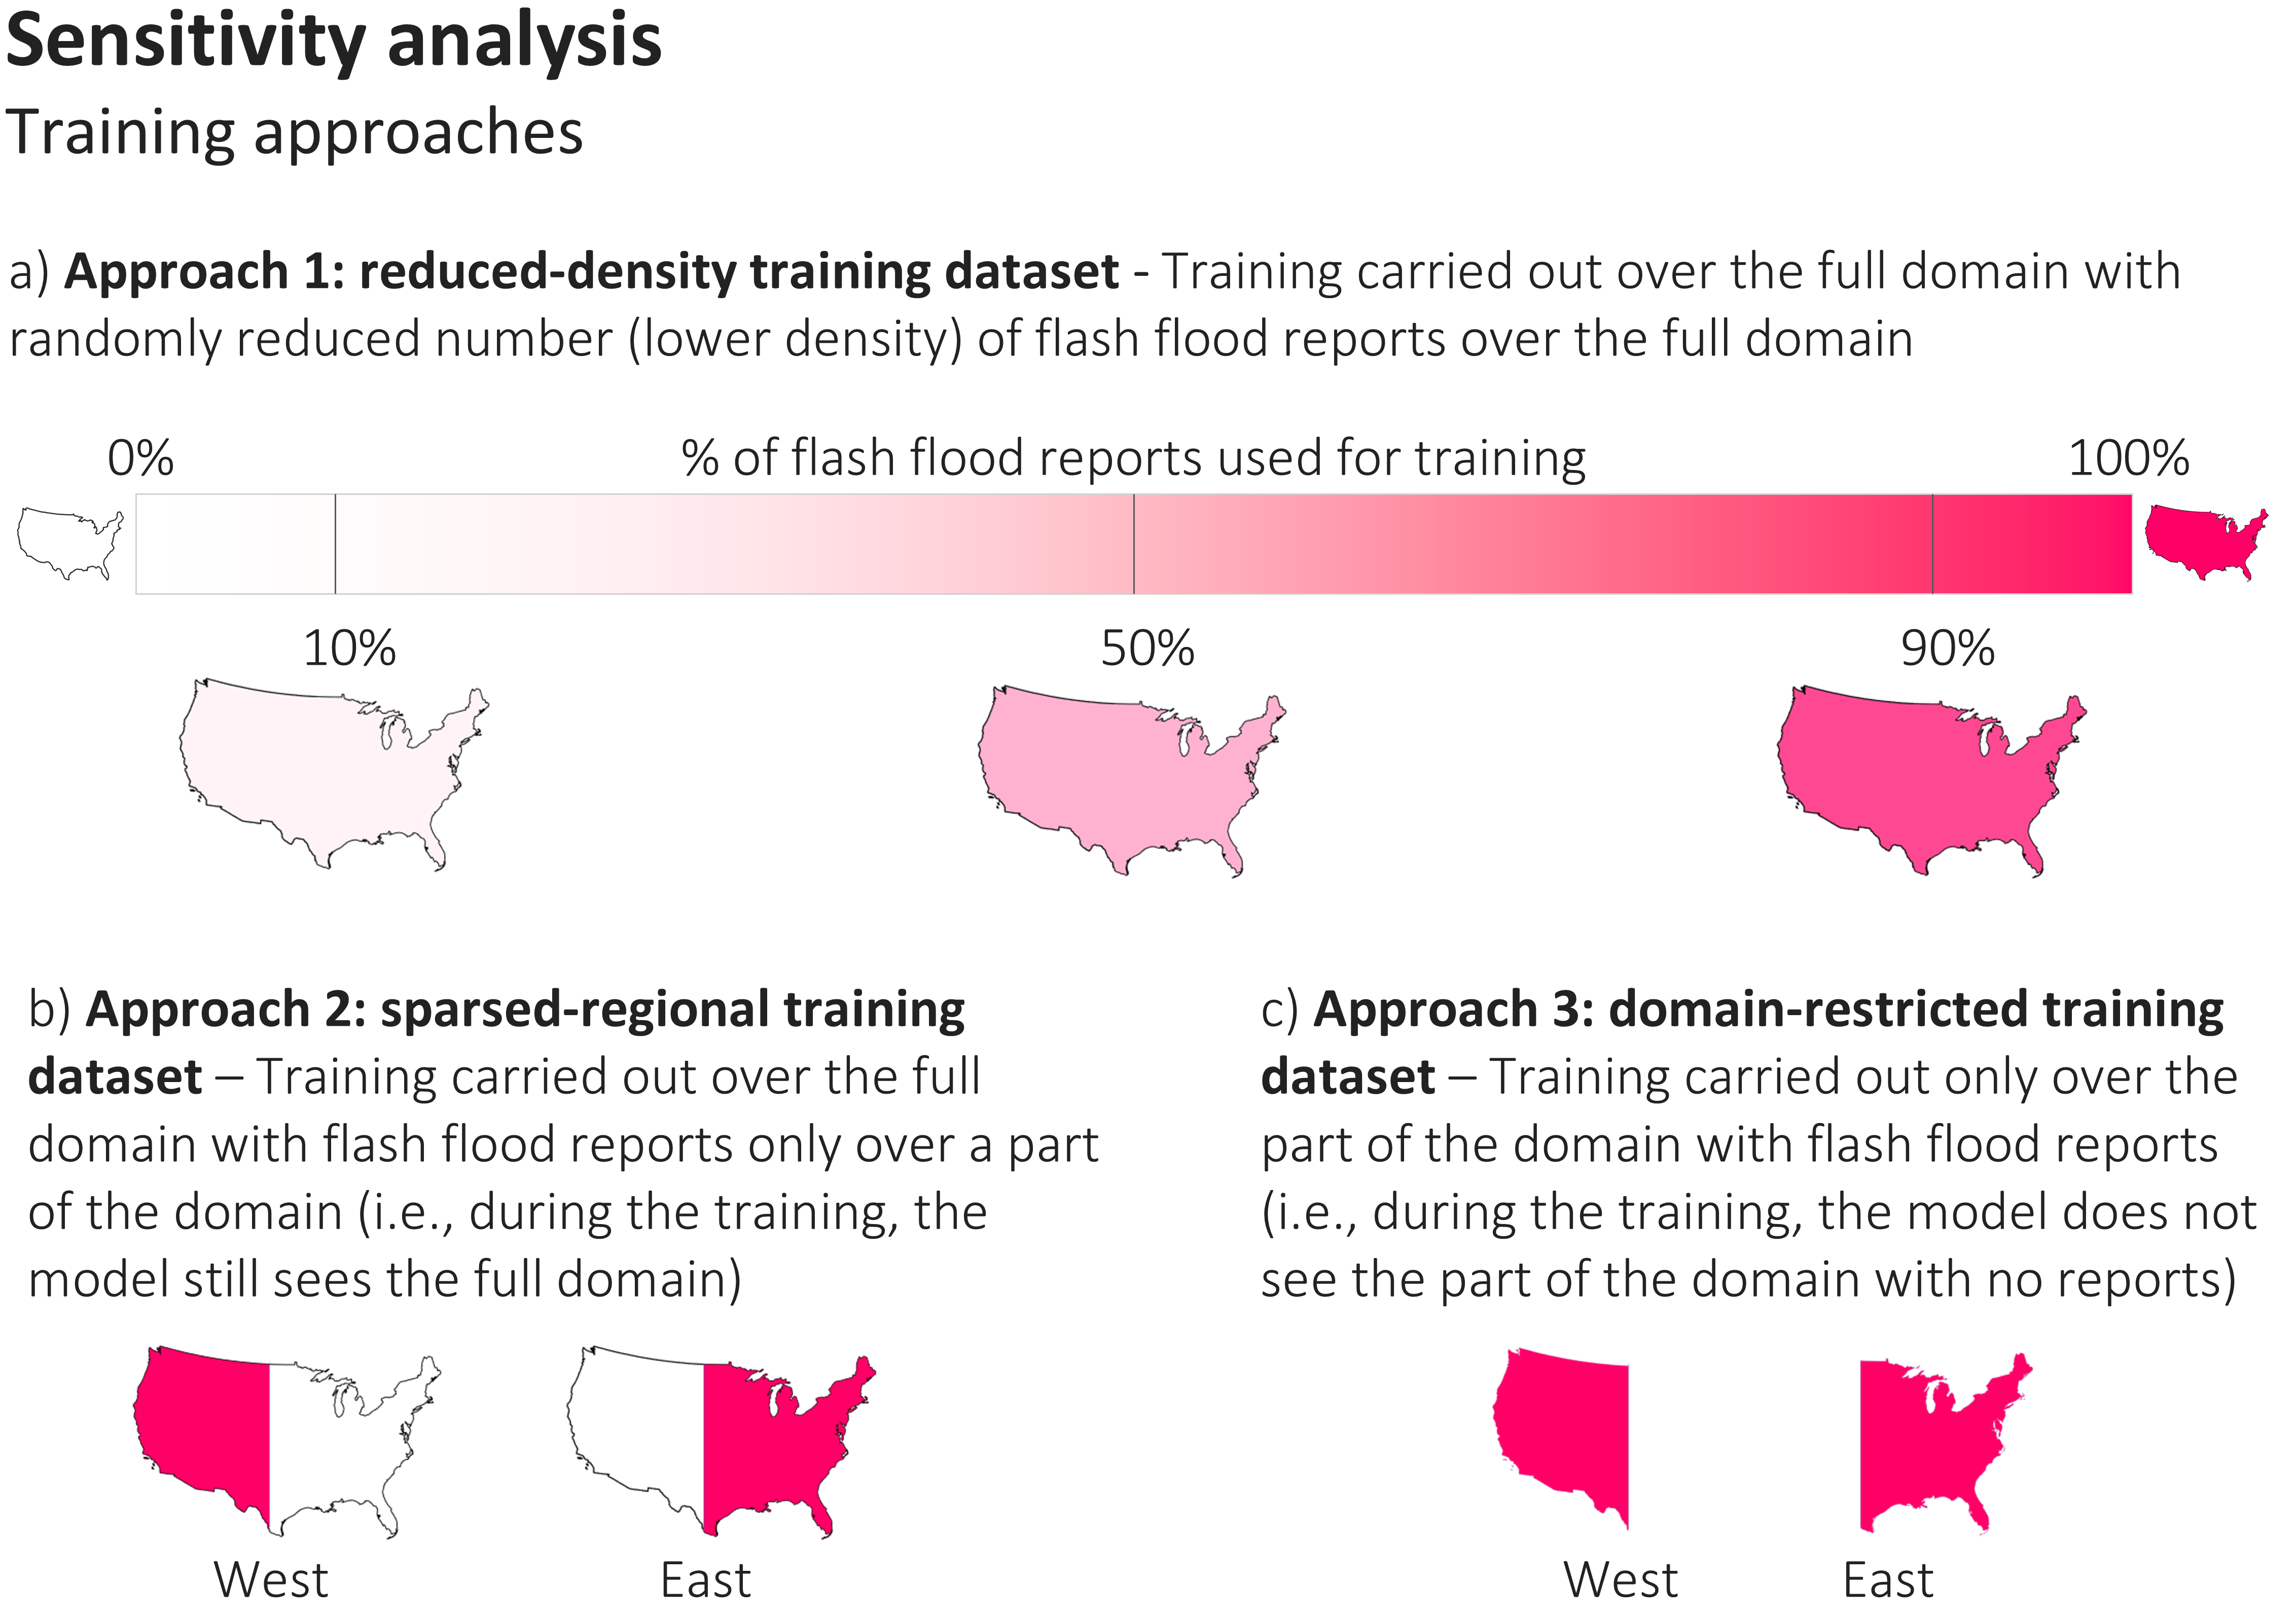 Sensitivity analysis
Training approaches
a) Approach 1: reduced-density training dataset - Training carried out over the full domain with
randomly reduced number (lower density) of flash flood reports over the full domain
0% % of flash flood reports used for training 100%
10% 50% 90%
b) Approach 2: sparsed-regional training
dataset – Training carried out over the full
domain with flash flood reports only over a part
of the domain (i.e., during the training, the
model still sees the full domain)
West East
c) Approach 3: domain-restricted training
dataset – Training carried out only over the
part of the domain with flash flood reports
(i.e., during the training, the model does not
see the part of the domain with no reports)
West East